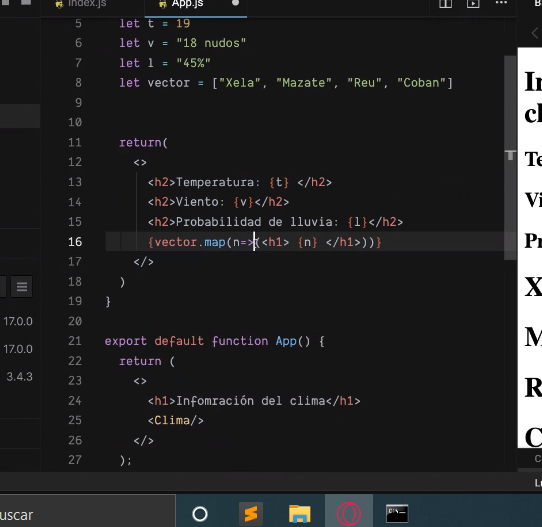 index.js
App.js
5 let t = 19
6 let v = "18 nudos"
7 let l = "45%"
8 let vector = ["Xela", "Mazate", "Reu", "Coban"]
9
10
11 return(
12 <>
13 <h2>Temperatura: {t} </h2>
14 <h2>Viento: {v}</h2>
15 <h2>Probabilidad de lluvia: {l}</h2>
16 {vector.map(n=>(<h1> {n} </h1>))}
17 </>
18 )
19 }
20
21 export default function App() {
22 return (
23 <>
24 <h1>Infomración del clima</h1>
25 <Clima/>
26 </>
27 );
17.0.0
17.0.0
3.4.3
In
cl
Te
Vi
Pr
X
M
R
C
uscar